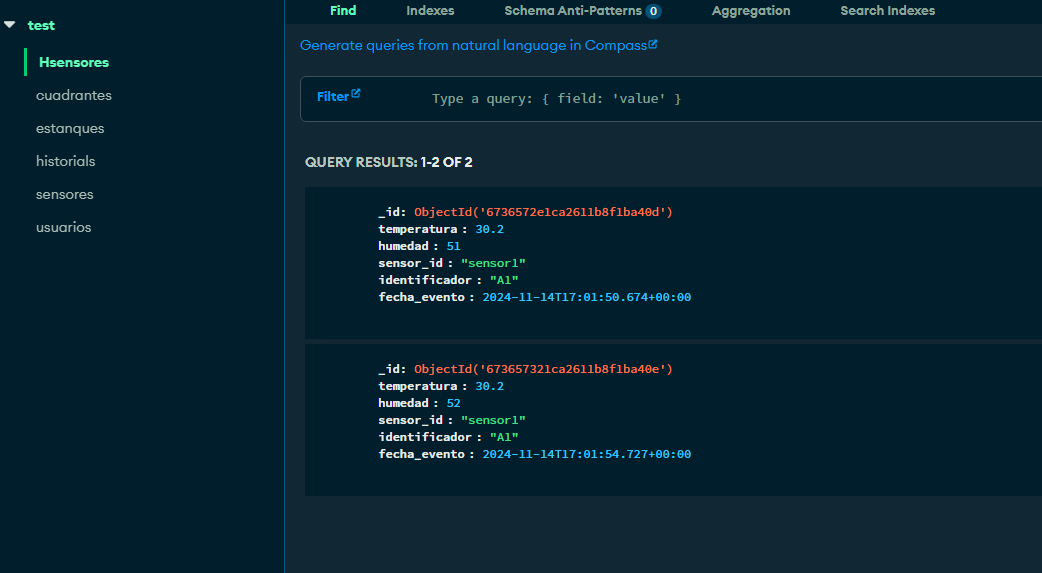 test
Hsensores
cuadrantes
estanques
historials
sensores
usuarios
Find Indexes Schema Anti-Patterns 0 Aggregation Search Indexes
Generate queries from natural language in Compass
Filter Type a query: { field: 'value' }
QUERY RESULTS: 1-2 OF 2
_id: ObjectId('6736572e1ca2611b8f1ba40d')
temperatura : 30.2
humedad : 51
sensor_id : "sensor1"
identificador : "A1"
fecha_evento : 2024-11-14T17:01:50.674+00:00
_id: ObjectId('673657321ca2611b8f1ba40e')
temperatura : 30.2
humedad : 52
sensor_id : "sensor1"
identificador : "A1"
fecha_evento : 2024-11-14T17:01:54.727+00:00